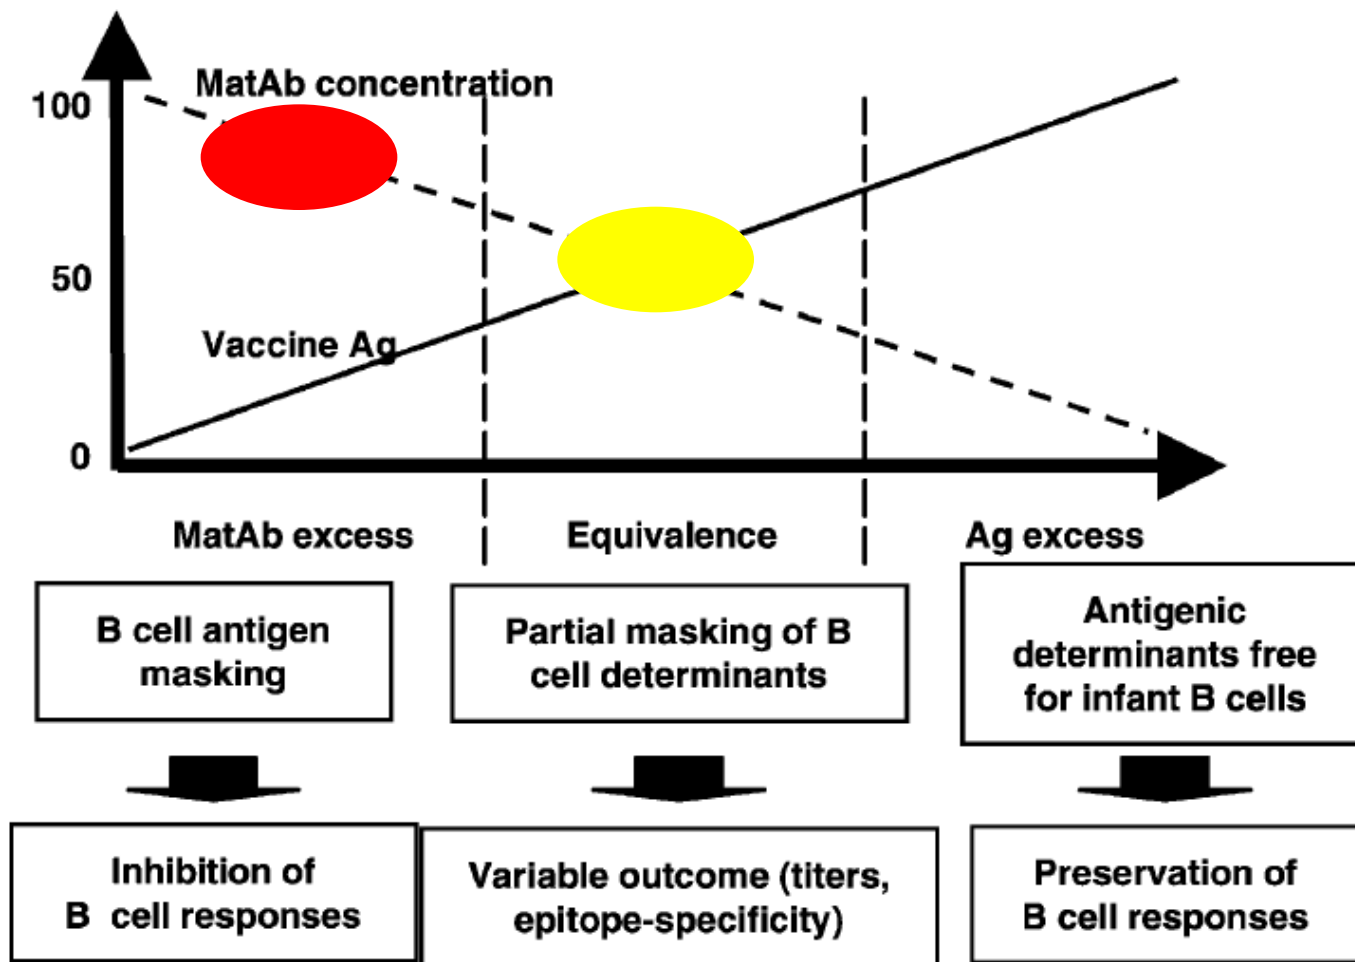 MatAb concentration
100
50
Vaccine Ag
0
MatAb excess
Equivalence
Ag excess
B cell antigen
masking
Partial masking of B
cell determinants
Antigenic
determinants free
for infant B cells
Inhibition of
B cell responses
Variable outcome (titers,
epitope-specificity)
Preservation of
B cell responses